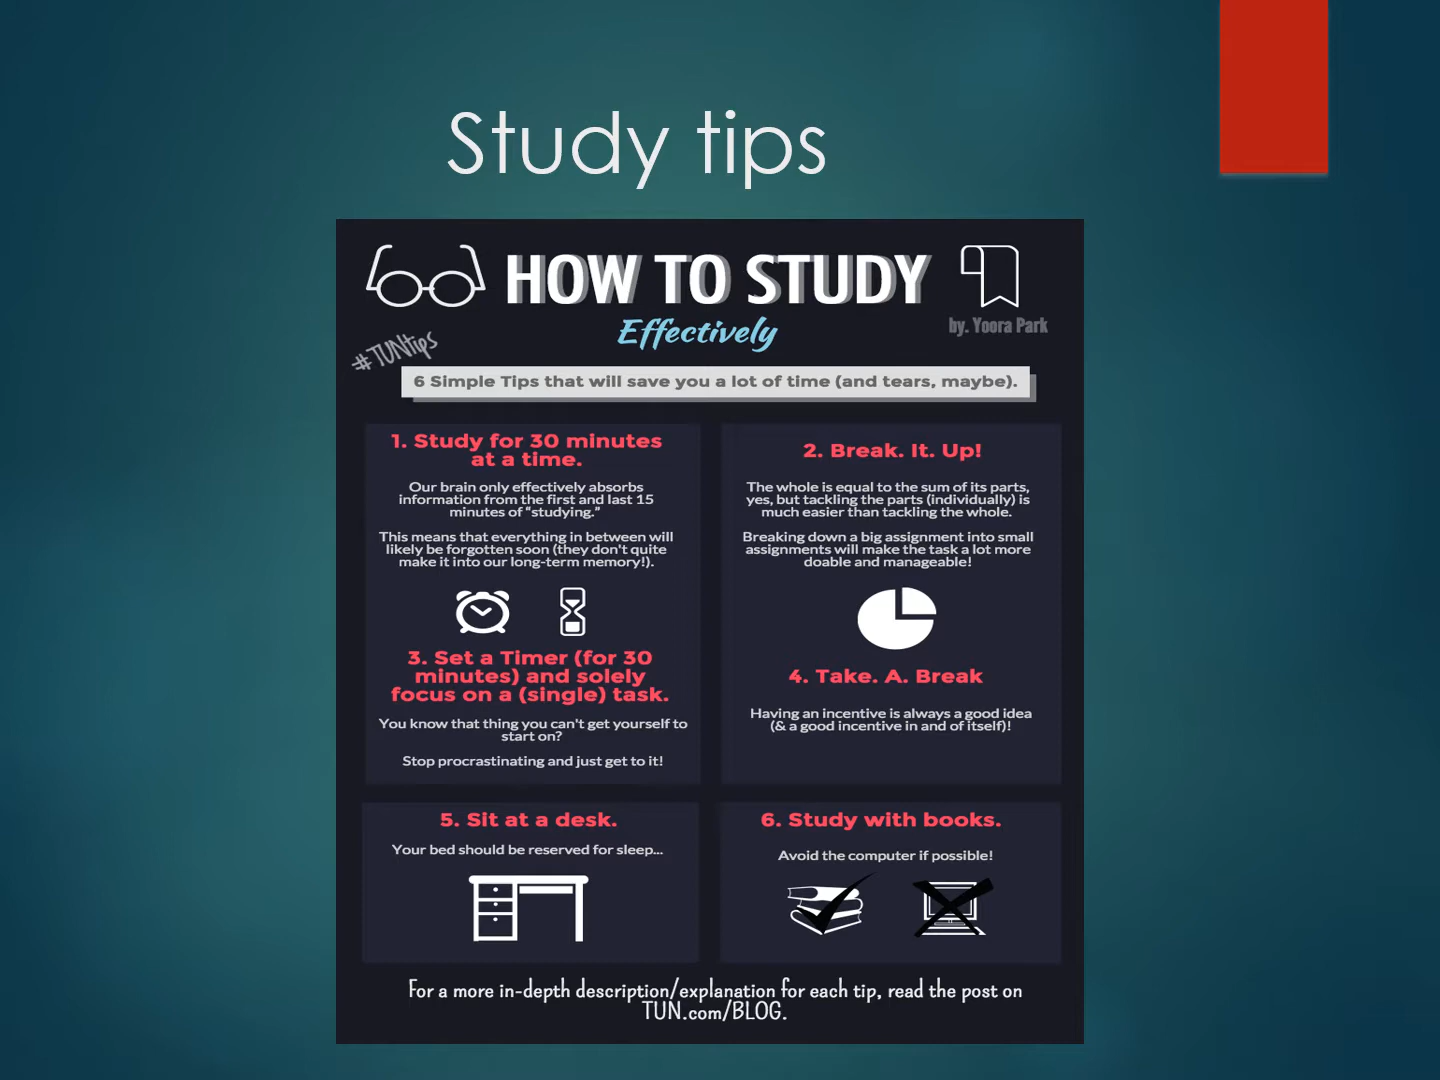 Study tips
HOW TO STUDY
Effectively
by. Yoora Park
#TUNtips
6 Simple Tips that will save you a lot of time (and tears, maybe).
1. Study for 30 minutes
at a time.
Our brain only effectively absorbs
information from the first and last 15
minutes of “studying.”
This means that everything in between will
likely be forgotten soon (they don't quite
make it into our long-term memory!).
2. Break. It. Up!
The whole is equal to the sum of its parts,
yes, but tackling the parts (individually) is
much easier than tackling the whole.
Breaking down a big assignment into small
assignments will make the task a lot more
doable and manageable!
3. Set a Timer (for 30
minutes) and solely
focus on a (single) task.
You know that thing you can't get yourself to
start on?
Stop procrastinating and just get to it!
4. Take. A. Break
Having an incentive is always a good idea
(& a good incentive in and of itself)!
5. Sit at a desk.
Your bed should be reserved for sleep...
6. Study with books.
Avoid the computer if possible!
For a more in-depth description/explanation for each tip, read the post on
TUN.com/BLOG.